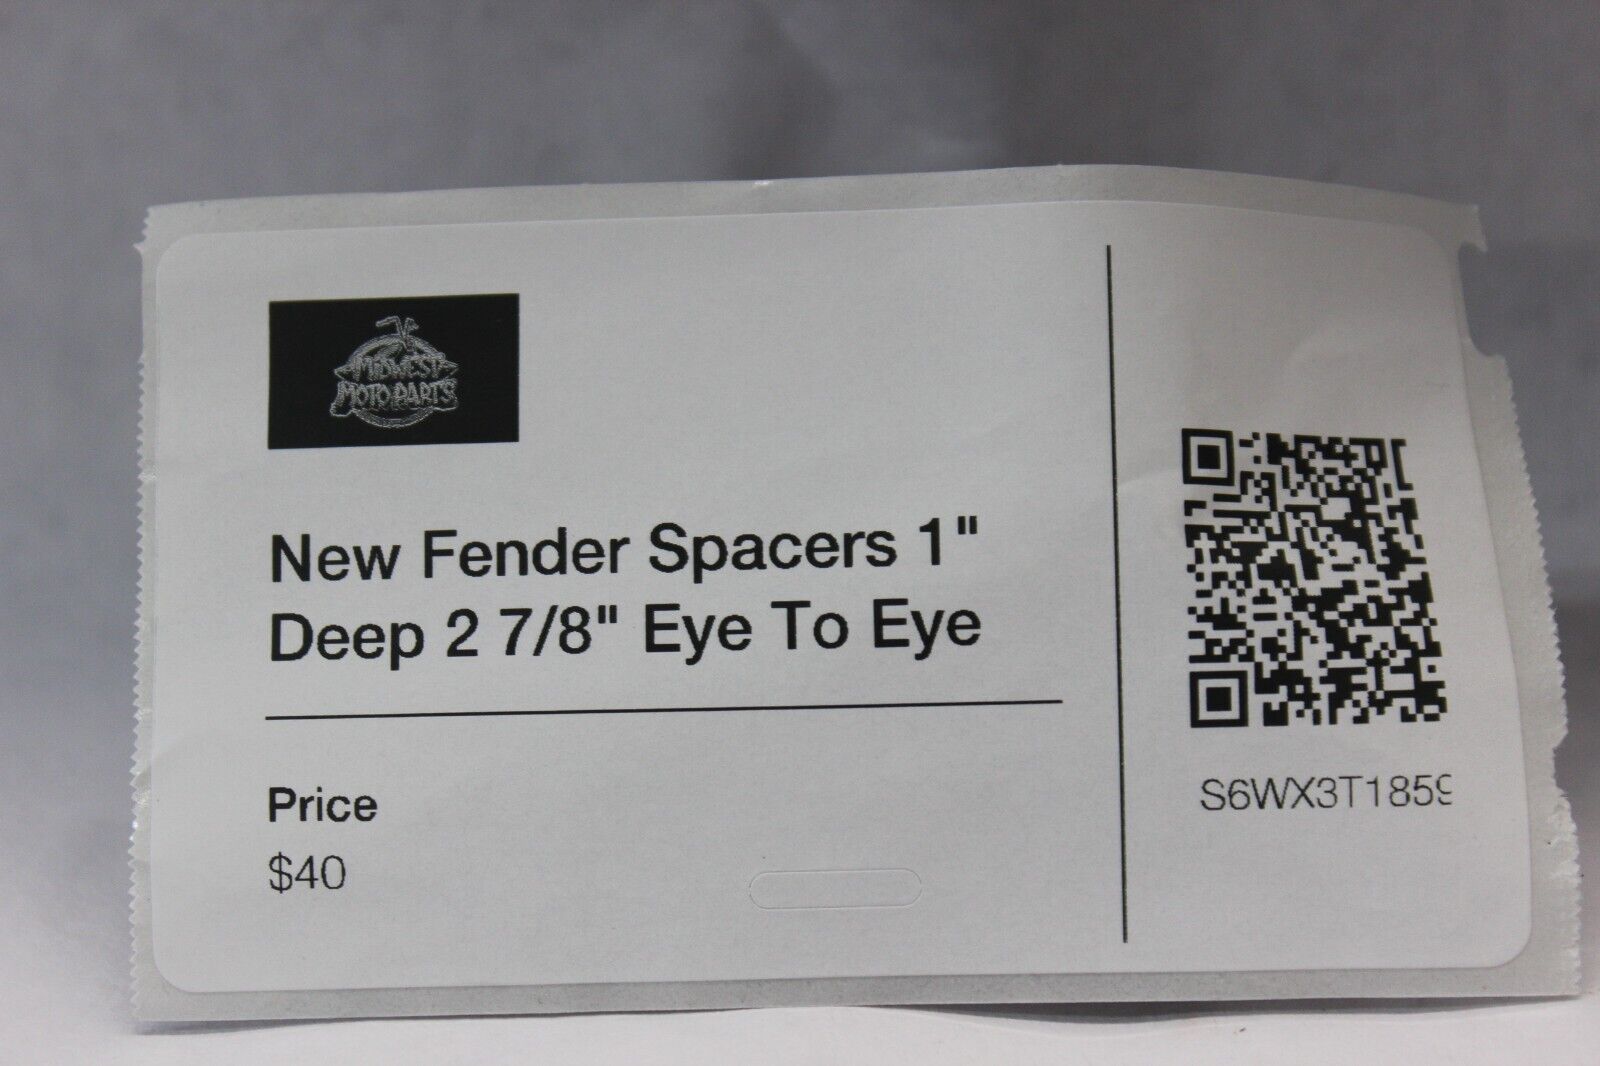 MIDWEST
MOTO PARTS
New Fender Spacers 1"
Deep 2 7/8" Eye To Eye
Price
$40
S6WX3T1859